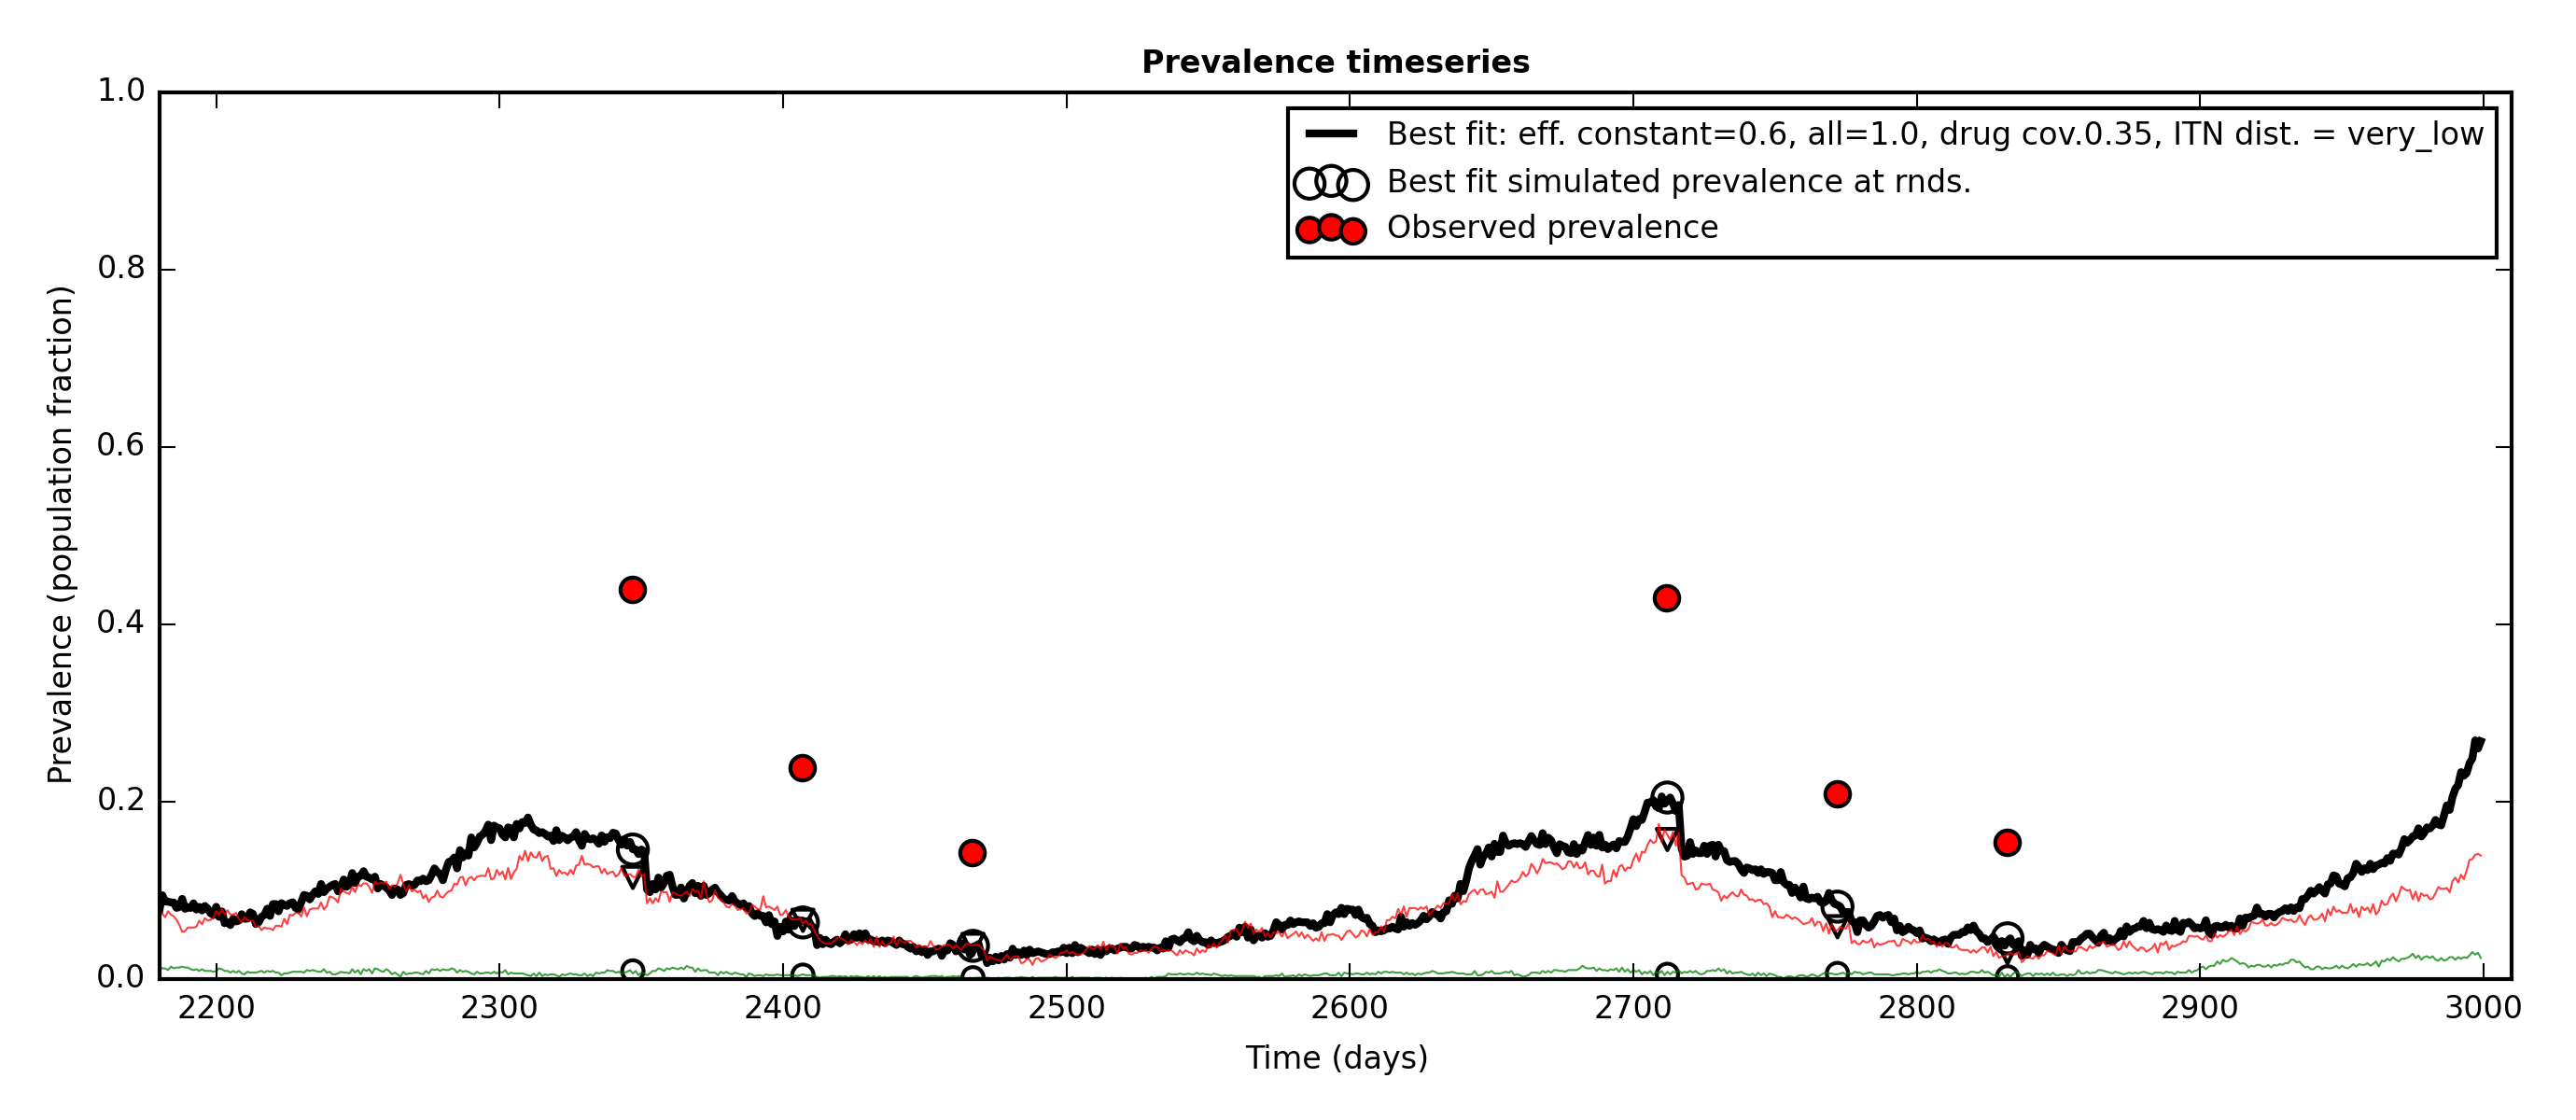 Prevalence timeseries
1.0
0.8
0.6
0.4
0.2
0.0
Prevalence (population fraction)
Best fit: eff. constant=0.6, all=1.0, drug cov.0.35, ITN dist. = very_low
Best fit simulated prevalence at rnds.
Observed prevalence
2200 2300 2400 2500 2600 2700 2800 2900 3000
Time (days)